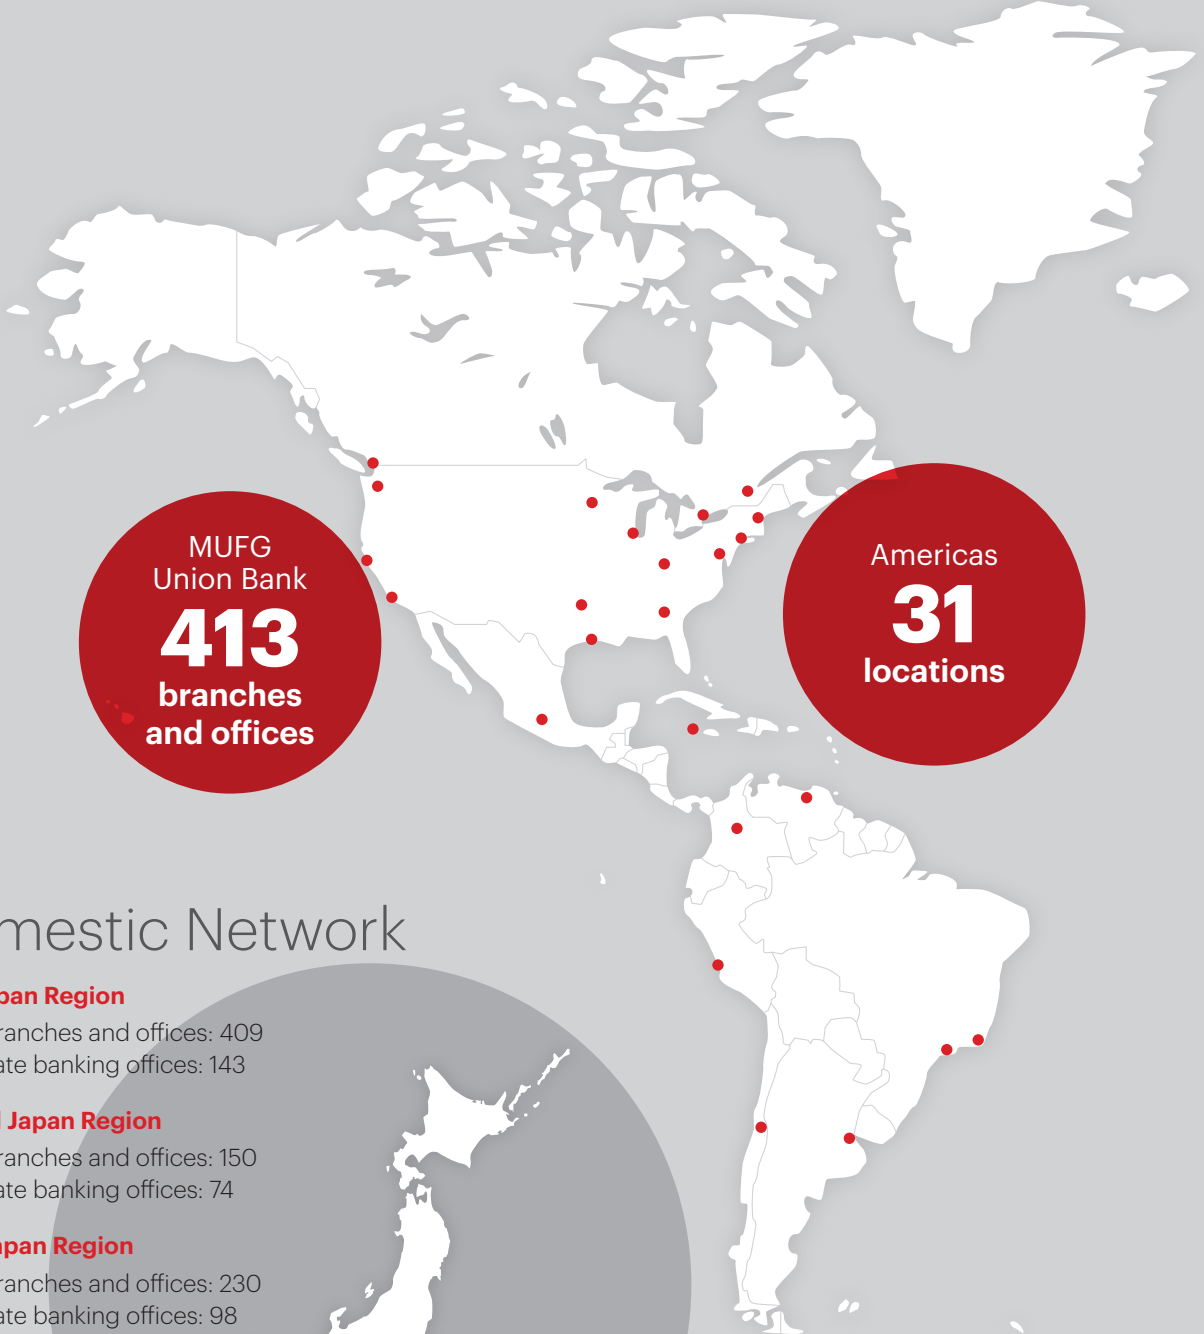 MUFG
Union Bank
413
branches
and offices
Americas
31
locations
mestic Network
pan Region
ranches and offices: 409
ate banking offices: 143
l Japan Region
ranches and offices: 150
ate banking offices: 74
apan Region
ranches and offices: 230
ate banking offices: 98